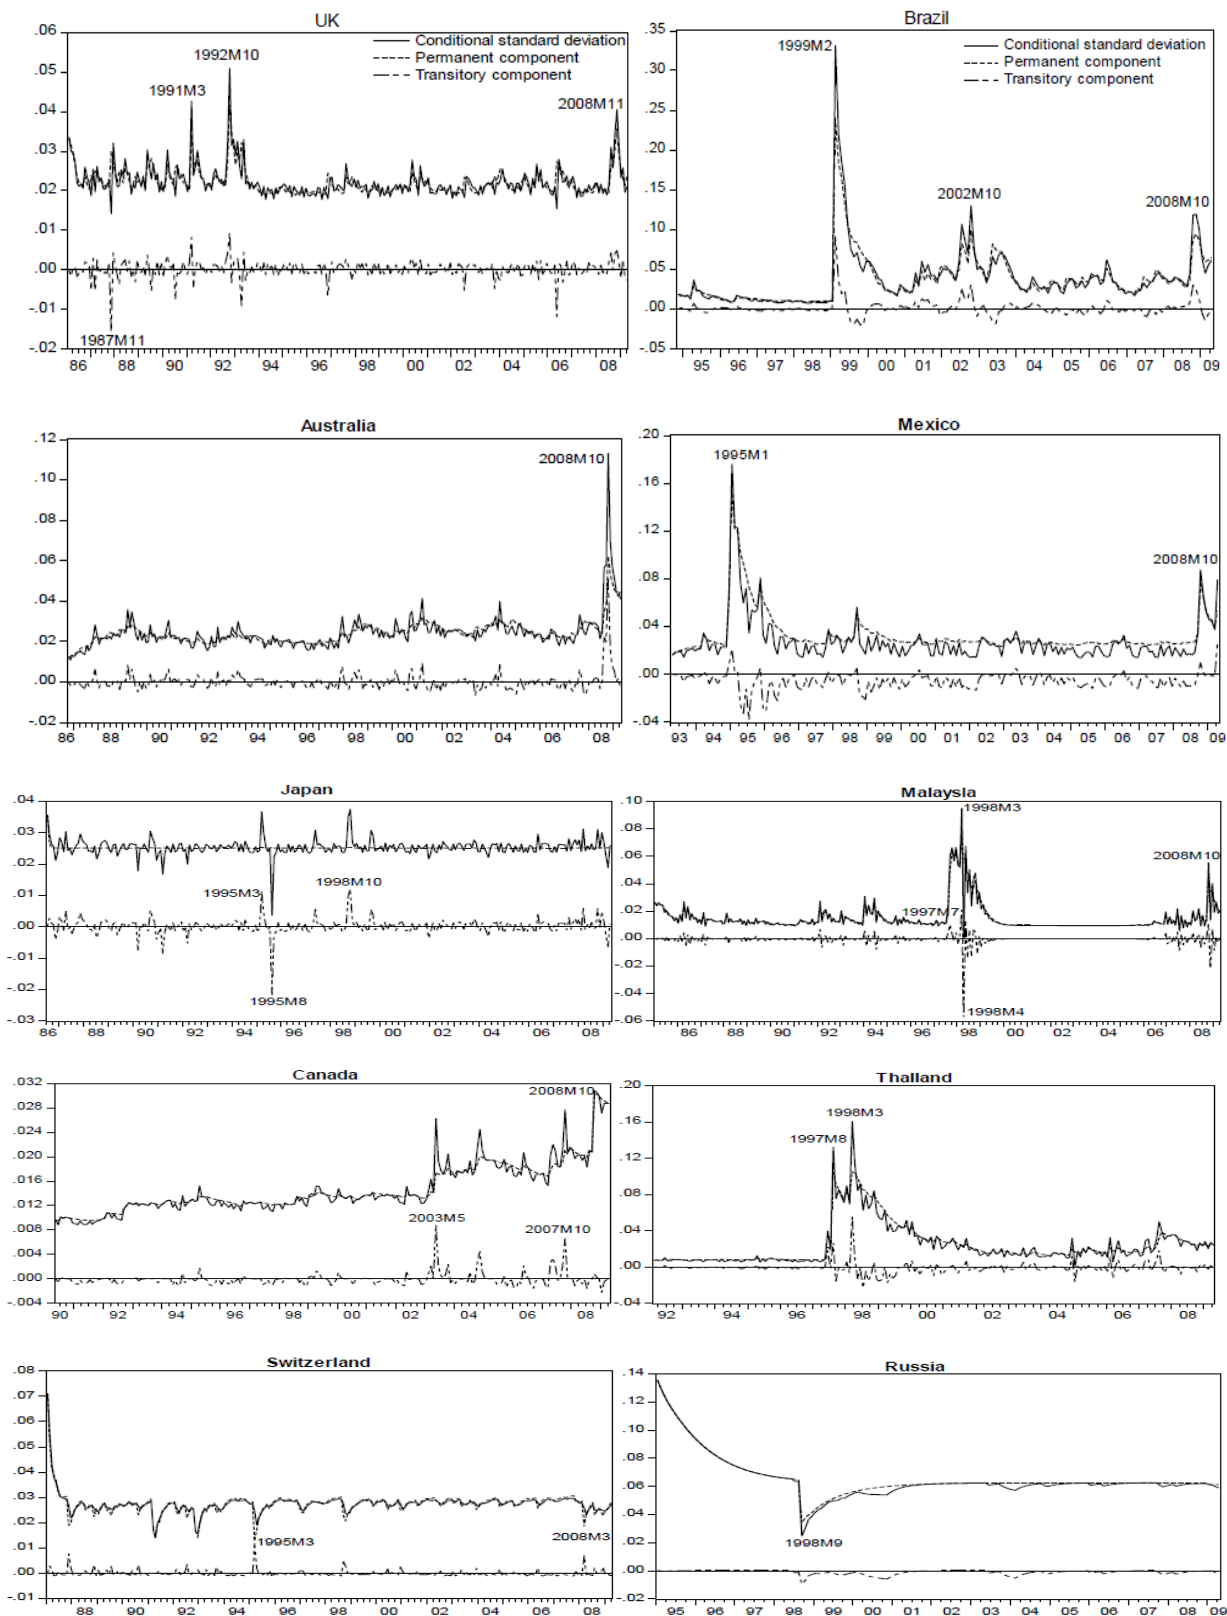 UK
.06
.05
.04
.03
.02
.01
.00
-.01
-.02
Conditional standard deviation
Permanent component
Transitory component
1992M10
1991M3
2008M11
1987M11
86 88 90 92 94 96 98 00 02 04 06 08
Brazil
.35
.30
.25
.20
.15
.10
.05
.00
-.05
1999M2
Conditional standard deviation
Permanent component
Transitory component
2002M10
2008M10
95 96 97 98 99 00 01 02 03 04 05 06 07 08 09
Australia
.12
.10
.08
.06
.04
.02
.00
-.02
2008M10
86 90 92 94 96 98 00 02 04 06 08
Mexico
.20
.16
.12
.08
.04
.00
-.04
1995M1
2008M10
93 94 95 96 97 98 99 00 01 02 03 04 05 06 07 08 09
Japan
.04
.03
.02
.01
.00
-.01
-.02
-.03
1995M3
1998M10
1995M8
86 90 92 94 96 98 00 02 04 06 08
Malaysla
.10
.08
.06
.04
.02
.00
-.02
-.04
-.06
1998M3
2008M10
1997M7
1998M4
86 88 90 92 94 96 98 00 02 04 06 08
Canada
.032
.028
.024
.020
.016
.012
.008
.004
.000
-.004
2008M10
2003M5
2007M10
90 92 94 96 98 00 02 04 06 08
Thalland
.20
.16
.12
.08
.04
.00
-.04
1998M3
1997M8
92 94 96 98 00 02 04 06 08
Switzerland
.08
.07
.06
.05
.04
.03
.02
.01
.00
-.01
1995M3
2008M3
88 90 92 94 96 98 00 02 04 06 08
Russia
.14
.12
.10
.08
.06
.04
.02
.00
-.02
1998M9
95 96 97 98 99 00 01 02 03 04 05 06 07 08 09